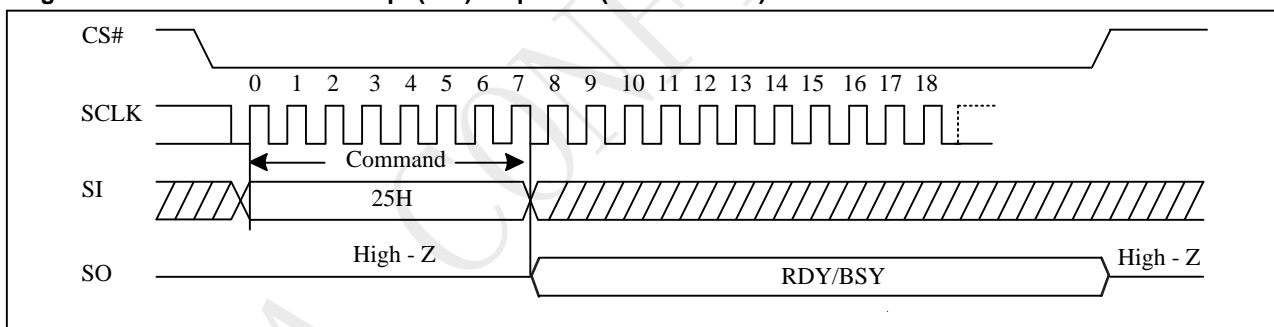 CS#
0 1 2 3 4 5 6 7 8 9 10 11 12 13 14 15 16 17 18
SCLK
Command
SI
25H
High - Z
SO
RDY/BSY
High - Z